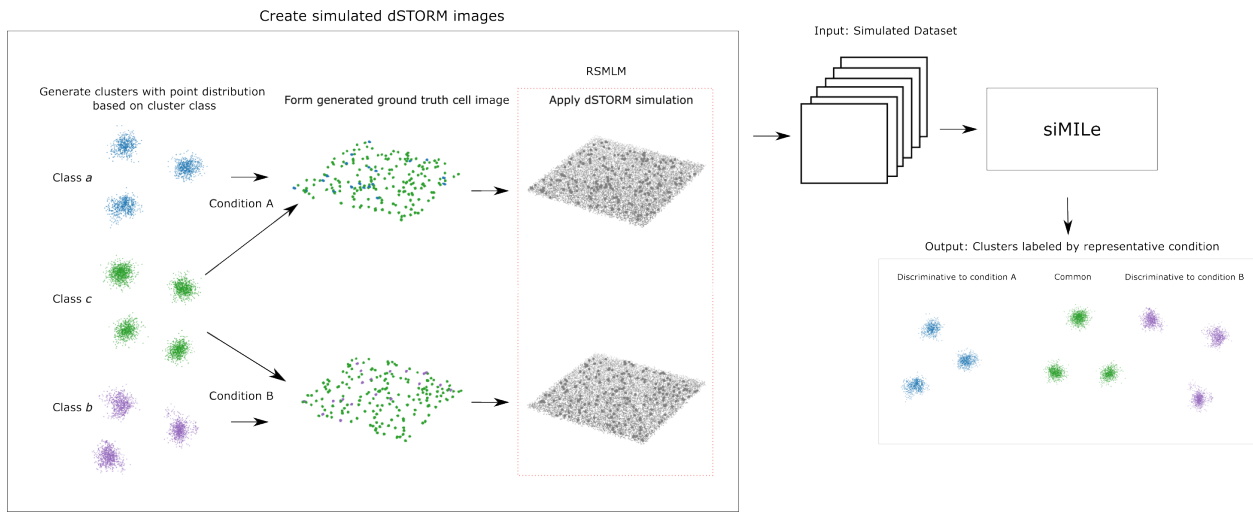 Create simulated dSTORM images
Generate clusters with point distribution
based on cluster class
Form generated ground truth cell image
RSMLM
Apply dSTORM simulation
Class a
Condition A
Class c
Class b
Condition B
Input: Simulated Dataset
siMILe
Output: Clusters labeled by representative condition
Discriminative to condition A
Common
Discriminative to condition B